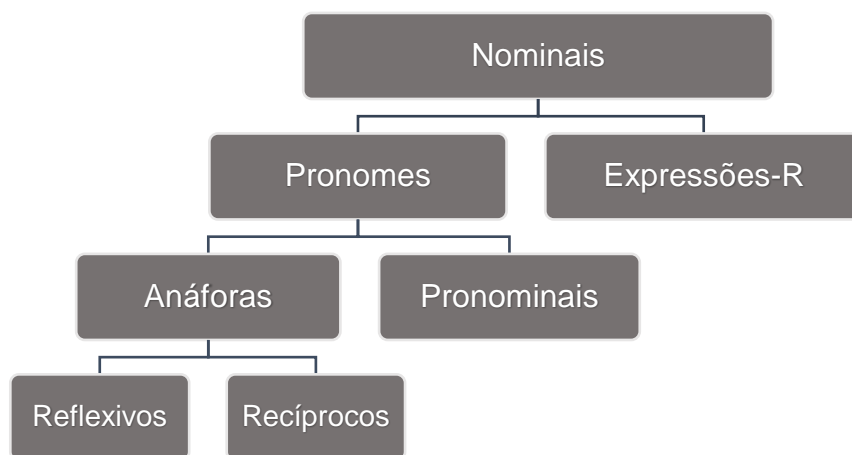 Nominais
Pronomes
Expressões-R
Anáforas
Pronominais
Reflexivos
Recíprocos